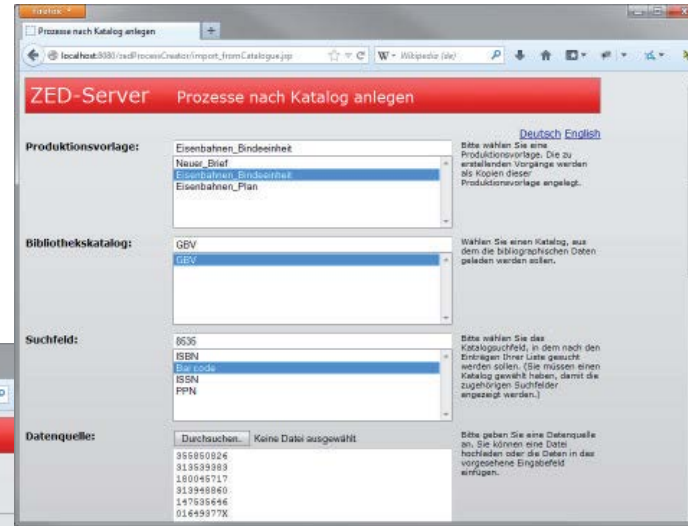 Firefox
Prozesse nach Katalog anlegen
localhost:8080/zedProcessCreator/import_fromCatalogue.jsp
W - Wikipedia (de)
ZED-Server Prozesse nach Katalog anlegen
Deutsch English
Produktionsvorlage:
Eisenbahnen_Bindeeinheit
Neuer_Brief
Eisenbahnen_Bindeeinheit
Eisenbahnen_Plan
Bitte wählen Sie eine
Produktionsvorlage. Die zu
erstellenden Vorgänge werden
als Kopien dieser
Produktionsvorlage angelegt.
Bibliothekskatalog:
GBV
GBV
Wählen Sie einen Katalog, aus
dem die bibliographischen Daten
geladen werden sollen.
Suchfeld:
8636
ISBN
Barcode
ISSN
PPN
Bitte wählen Sie das
Katalogsuchfeld, in dem nach den
Einträgen Ihrer Liste gesucht
werden sollen. (Sie müssen einen
Katalog gewählt haben, damit die
zugehörigen Suchfelder
angezeigt werden.)
Datenquelle:
Durchsuchen… Keine Datei ausgewählt
355850826
313539383
180045717
313948860
147535646
01649377X
Bitte geben Sie eine Datenquelle
an. Sie können eine Datei
hochladen oder die Daten in das
vorgesehene Eingabefeld
einfügen.